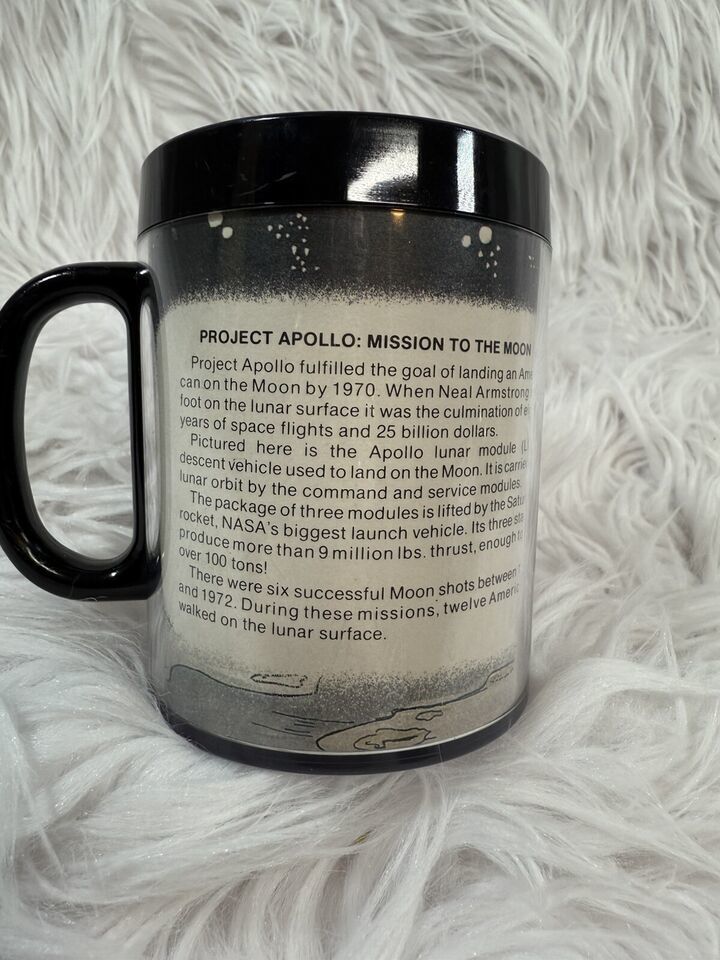 PROJECT APOLLO: MISSION TO THE MOON
Project Apollo fulfilled the goal of landing an Ame
can on the Moon by 1970. When Neal Armstrong
foot on the lunar surface it was the culmination of
years of space flights and 25 billion dollars.
Pictured here is the Apollo lunar module (L
descent vehicle used to land on the Moon. It is carrie
lunar orbit by the command and service modules.
The package of three modules is lifted by the Satu
rocket, NASA's biggest launch vehicle. Its three sta
produce more than 9 million lbs. thrust, enough
over 100 tons!
There were six successful Moon shots between
and 1972. During these missions, twelve Americ
walked on the lunar surface.